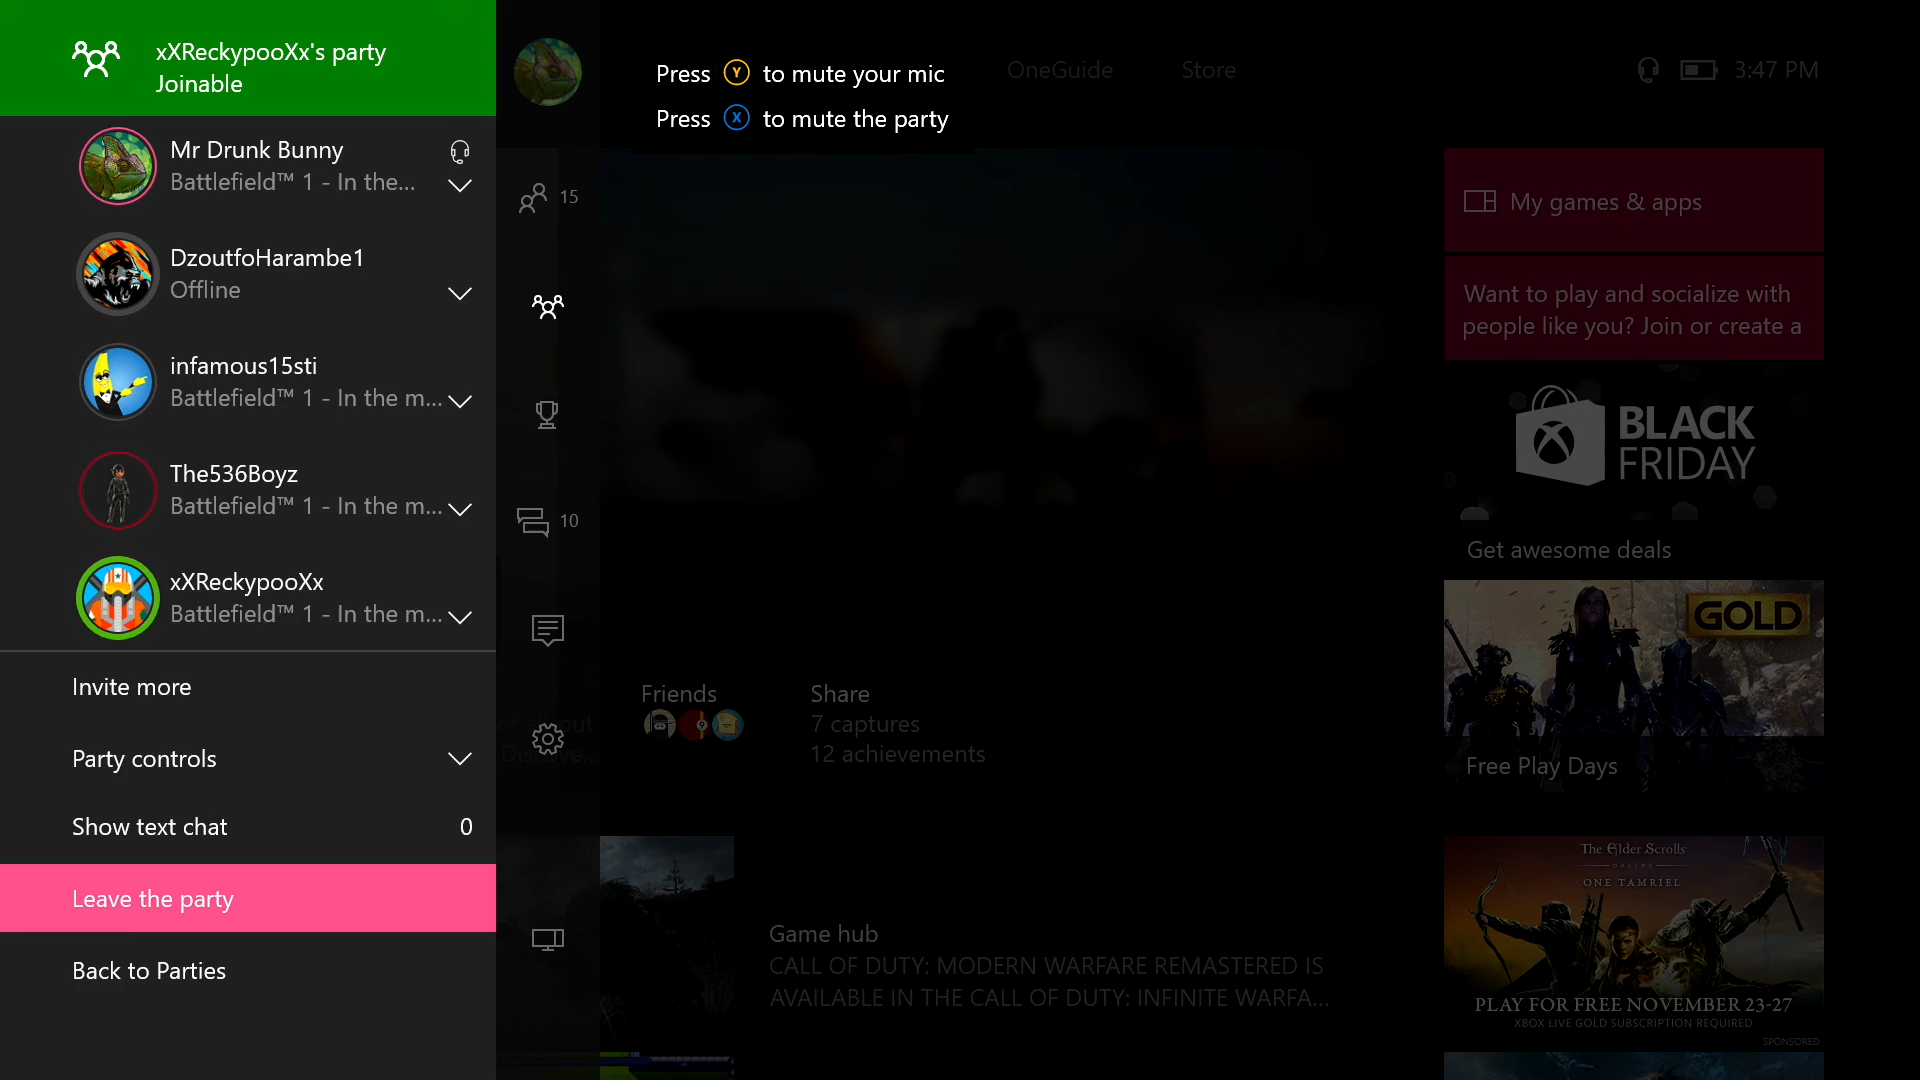 xXReckypooXx's party
Joinable
Mr Drunk Bunny
Battlefield™ 1 - In the...
DzoutfoHarambe1
Offline
infamous15sti
Battlefield™ 1 - In the m...
The536Boyz
Battlefield™ 1 - In the m...
xXReckypooXx
Battlefield™ 1 - In the m...
Invite more
Party controls
Show text chat 0
Leave the party
Back to Parties
Press Y to mute your mic
Press X to mute the party
OneGuide
Store
3:47 PM
15
10
Friends
Share
7 captures
12 achievements
Discove...
Game hub
CALL OF DUTY: MODERN WARFARE REMASTERED IS
AVAILABLE IN THE CALL OF DUTY: INFINITE WARFA...
My games & apps
Want to play and socialize with
people like you? Join or create a
BLACK
FRIDAY
Get awesome deals
GOLD
Free Play Days
The Elder Scrolls
ONLINE
ONE TAMRIEL
PLAY FOR FREE NOVEMBER 23-27
XBOX LIVE GOLD SUBSCRIPTION REQUIRED
SPONSORED